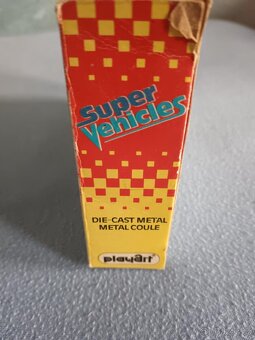 Super
Vehicles
DIE-CAST METAL
METAL COULE
playart